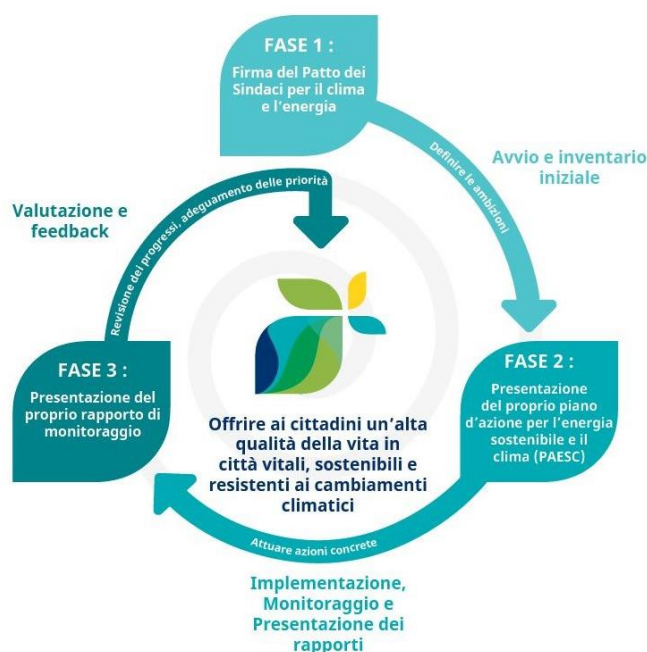 FASE 1 :
Firma del Patto dei
Sindaci per il clima
e l'energia
Definire le ambizioni
Avvio e inventario
iniziale
FASE 2 :
Presentazione
del proprio piano
d'azione per l'energia
sostenibile e il
clima (PAESC)
Attuare azioni concrete
Implementazione,
Monitoraggio e
Presentazione dei
rapporti
FASE 3 :
Presentazione del
proprio rapporto di
monitoraggio
Revisione dei progressi, adeguamento delle priorità
Valutazione e
feedback
Offrire ai cittadini un'alta
qualità della vita in
città vitali, sostenibili e
resistenti ai cambiamenti
climatici